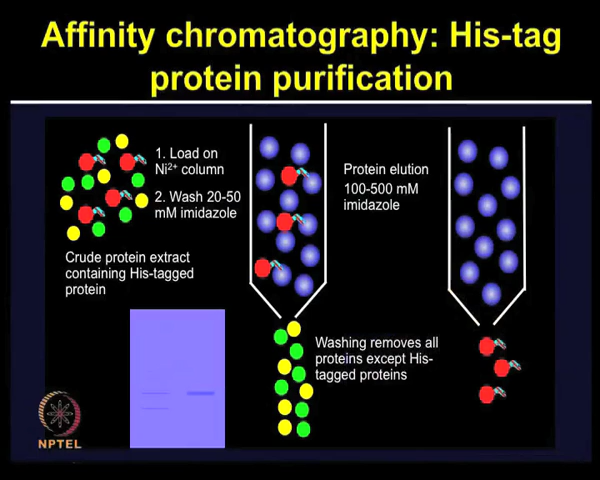 Affinity chromatography: His-tag
protein purification
1. Load on
Ni2+ column
2. Wash 20-50
mM imidazole
Crude protein extract
containing His-tagged
protein
Protein elution
100-500 mM
imidazole
Washing removes all
proteins except His-
tagged proteins
NPTEL